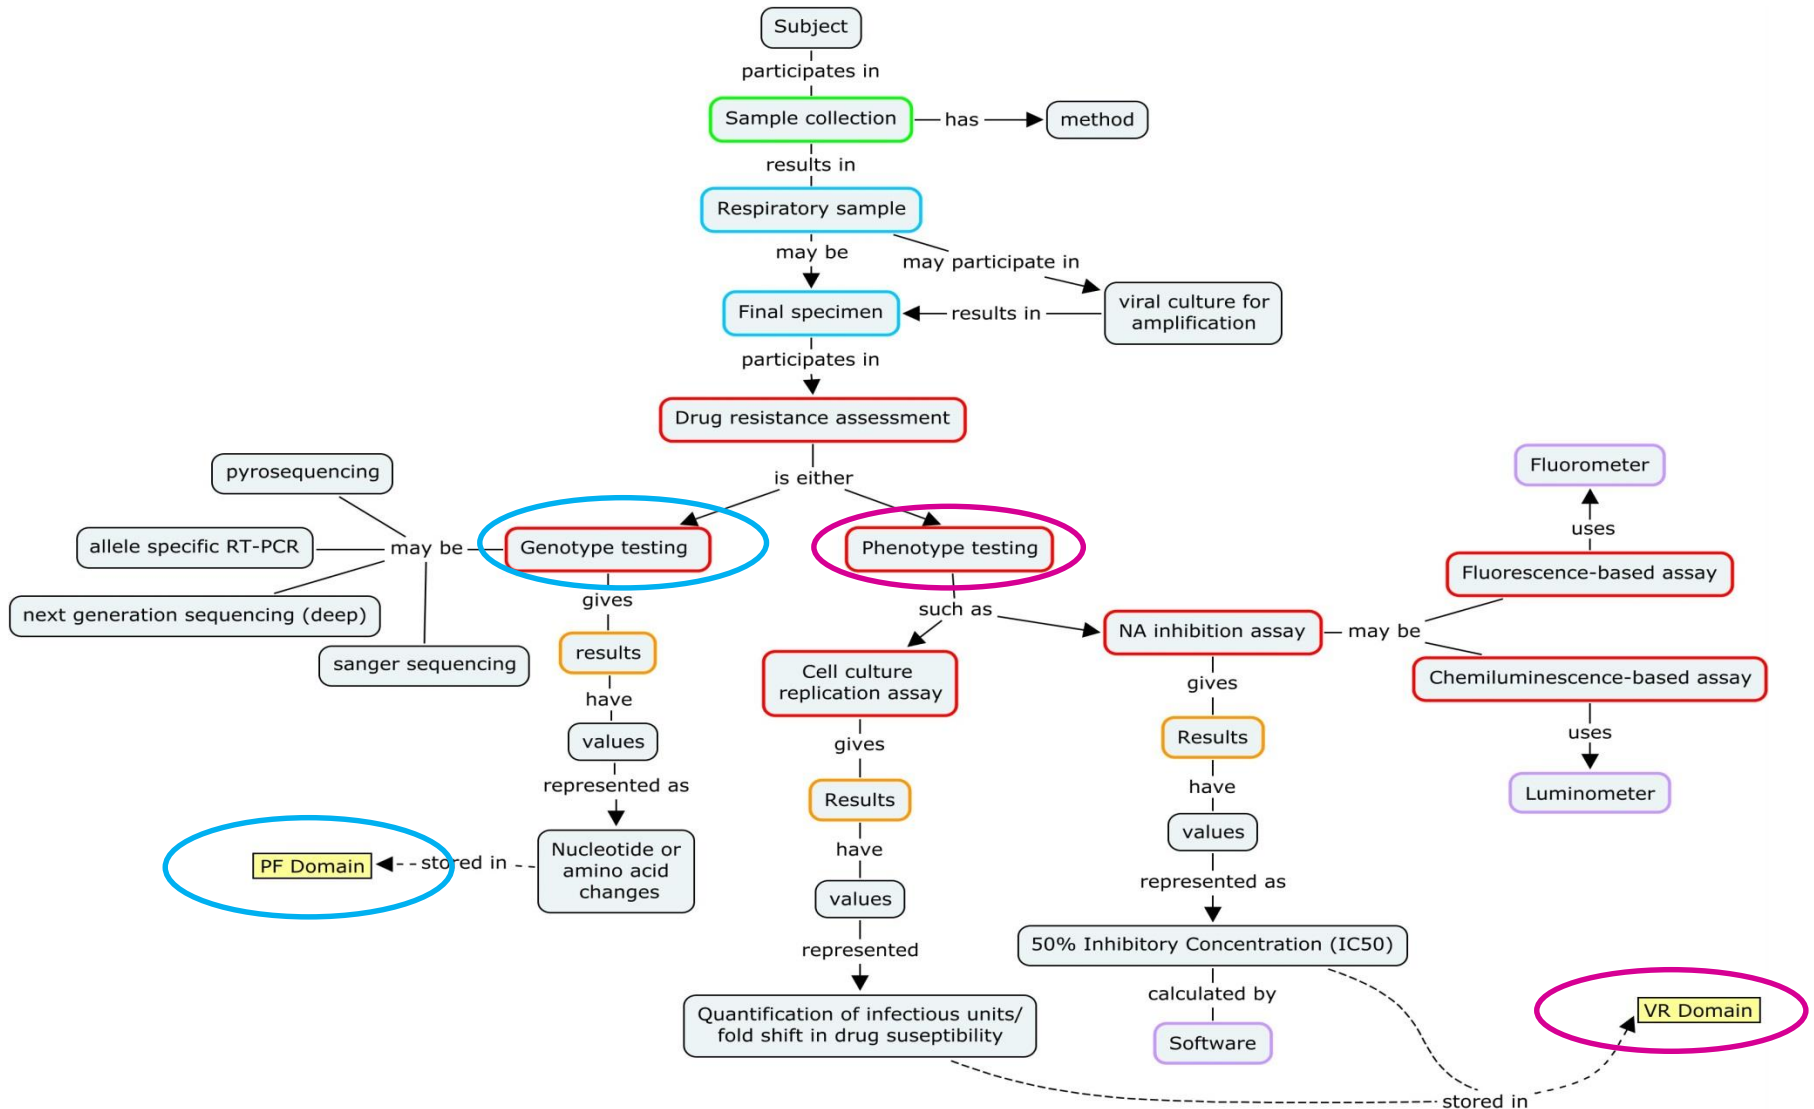 Subject
participates in
Sample collection
has
method
results in
Respiratory sample
may be
may participate in
viral culture for
amplification
Final specimen
results in
participates in
Drug resistance assessment
is either
pyrosequencing
allele specific RT-PCR
may be
Genotype testing
Phenotype testing
next generation sequencing (deep)
sanger sequencing
gives
results
have
values
represented as
Nucleotide or
amino acid
changes
stored in
PF Domain
such as
Cell culture
replication assay
gives
Results
have
values
represented
Quantification of infectious units/
fold shift in drug suseptibility
NA inhibition assay
may be
Fluorescence-based assay
uses
Fluorometer
Chemiluminescence-based assay
uses
Luminometer
gives
Results
have
values
represented as
50% Inhibitory Concentration (IC50)
calculated by
Software
stored in
VR Domain